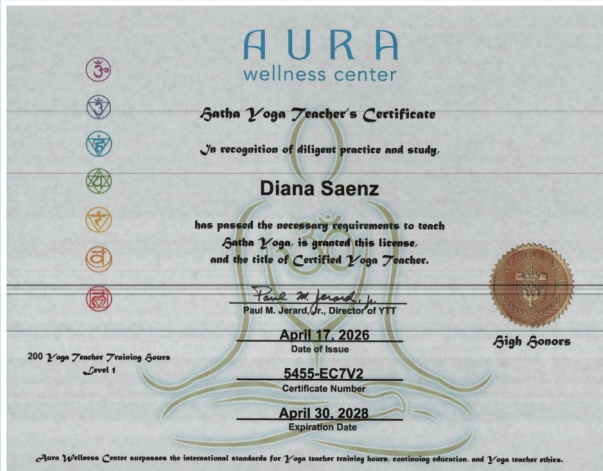 AURA
wellness center
Hatha Yoga Teacher's Certificate
In recognition of diligent practice and study,
Diana Saenz
has passed the necessary requirements to teach
Hatha Yoga, is granted this license,
and the title of Certified Yoga Teacher.
Paul M. Jerard, Jr.
Paul M. Jerard, Jr., Director of YTT
April 17, 2026
Date of Issue
High Honors
200 Yoga Teacher Training Hours
Level 1
5455-EC7V2
Certificate Number
April 30, 2028
Expiration Date
Aura Wellness Center surpasses the international standards for Yoga teacher training hours, continuing education, and Yoga teacher ethics.